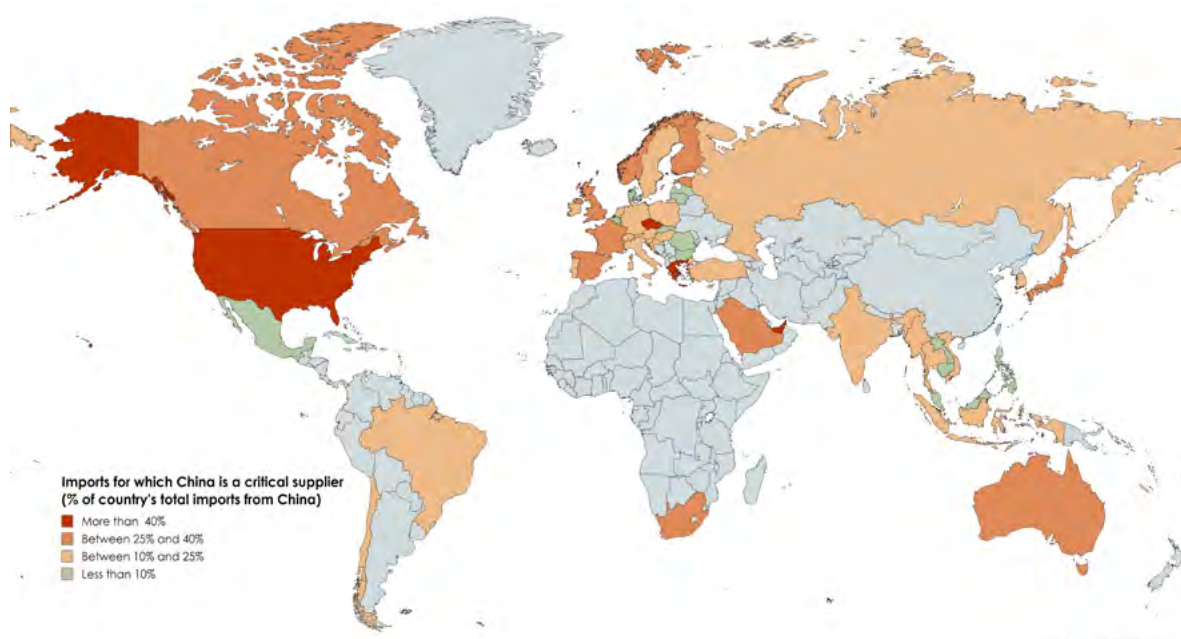 Imports for which China is a critical supplier
(% of country's total imports from China)
More than 40%
Between 25% and 40%
Between 10% and 25%
Less than 10%